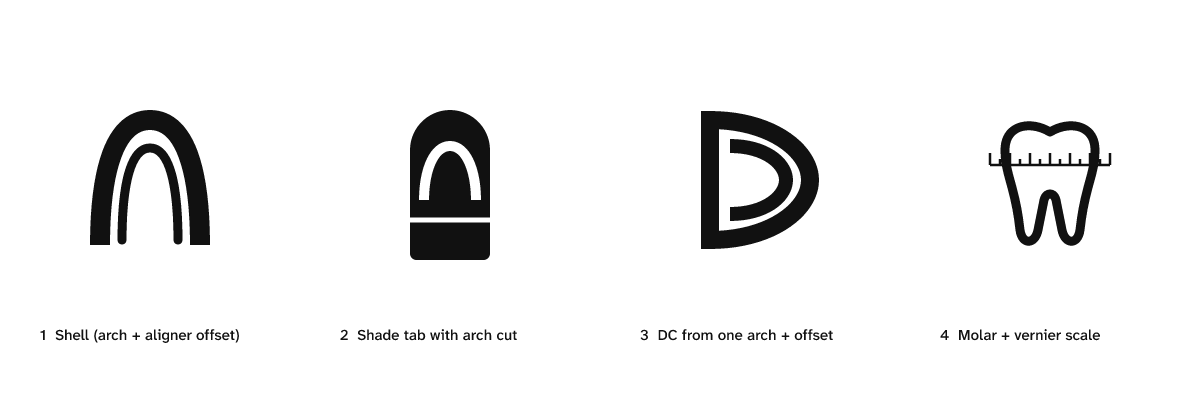 1 Shell (arch + aligner offset)
2 Shade tab with arch cut
3 DC from one arch + offset
4 Molar + vernier scale